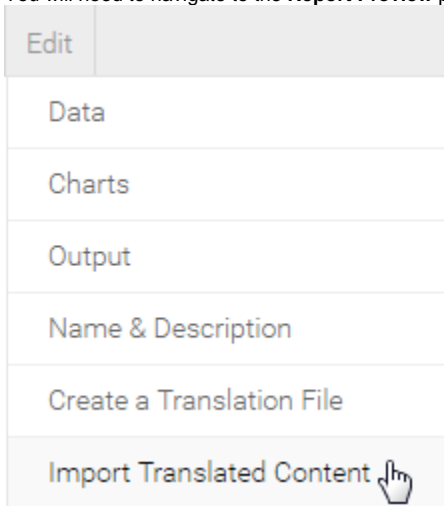 You will need to navigate to the Report Preview
Edit
Data
Charts
Output
Name & Description
Create a Translation File
Import Translated Content